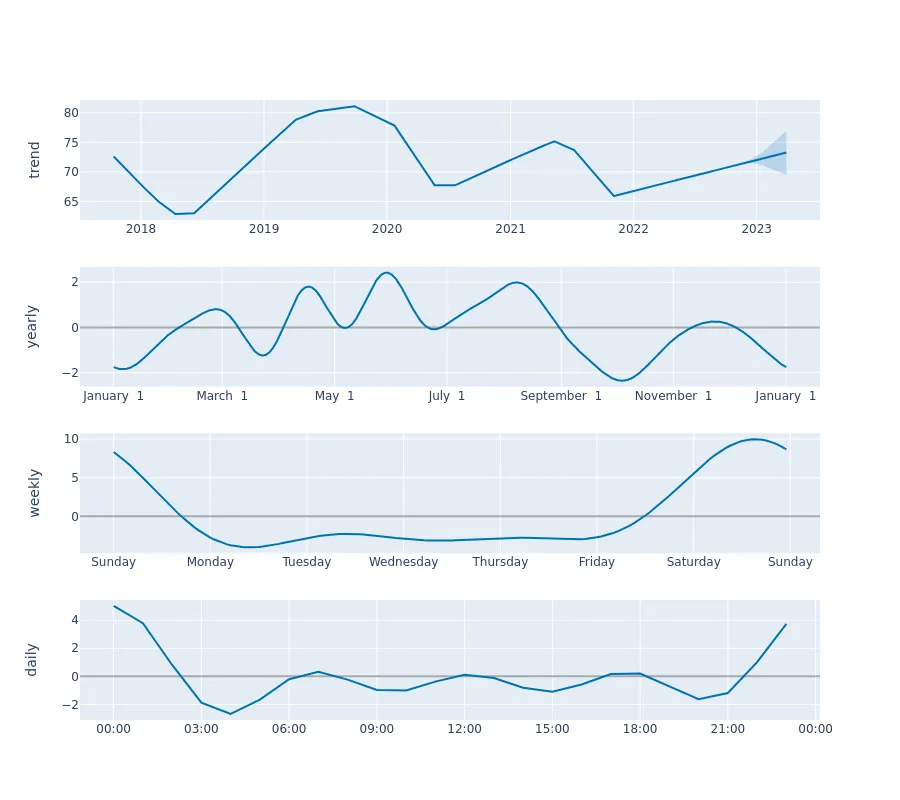 trend
80
75
70
65
2018 2019 2020 2021 2022 2023
yearly
2
0
−2
January 1 March 1 May 1 July 1 September 1 November 1 January 1
weekly
10
5
0
Sunday Monday Tuesday Wednesday Thursday Friday Saturday Sunday
daily
4
2
0
−2
00:00 03:00 06:00 09:00 12:00 15:00 18:00 21:00 00:00